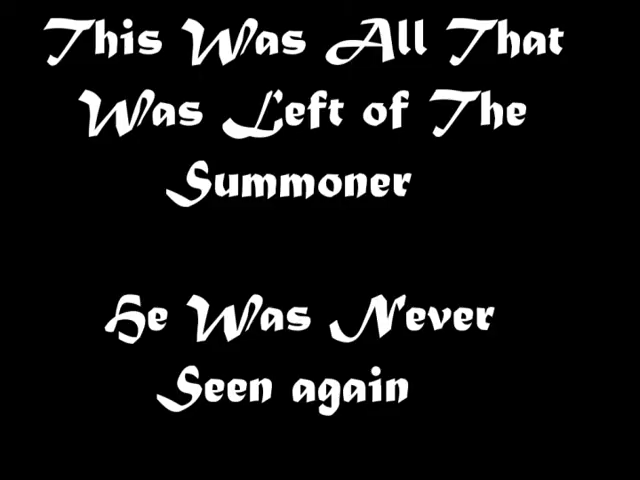 This Was All That
Was Left of The
Summoner
He Was Never
Seen again